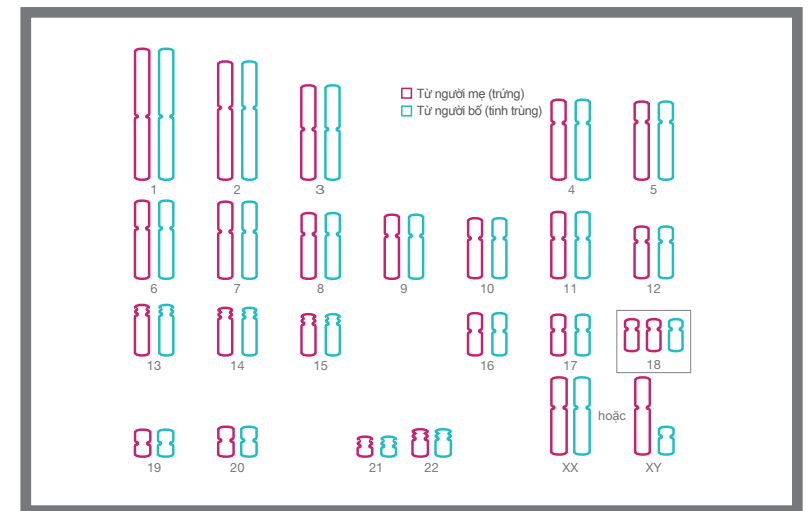 Từ người mẹ (trứng)
Từ người bố (tinh trùng)
1 2 3 4 5
6 7 8 9 10 11 12
13 14 15 16 17 18
hoặc
19 20 21 22 XX XY